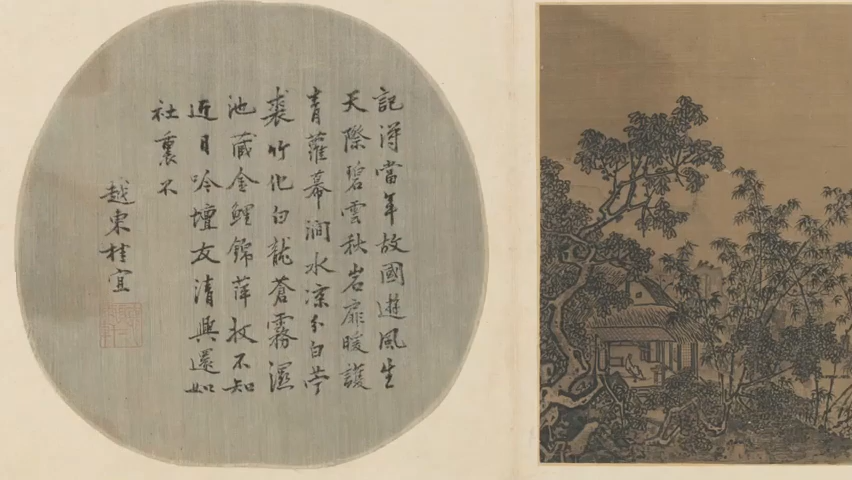 記得當年故國遊風生
天際碧雲秋岩扉暖護
青蘿幕澗水凉分白苧
裘竹化白龍蒼霧濕
池藏金鯉錦萍收不知
近日吟壇友清興還如
社裏不
越東桂宜